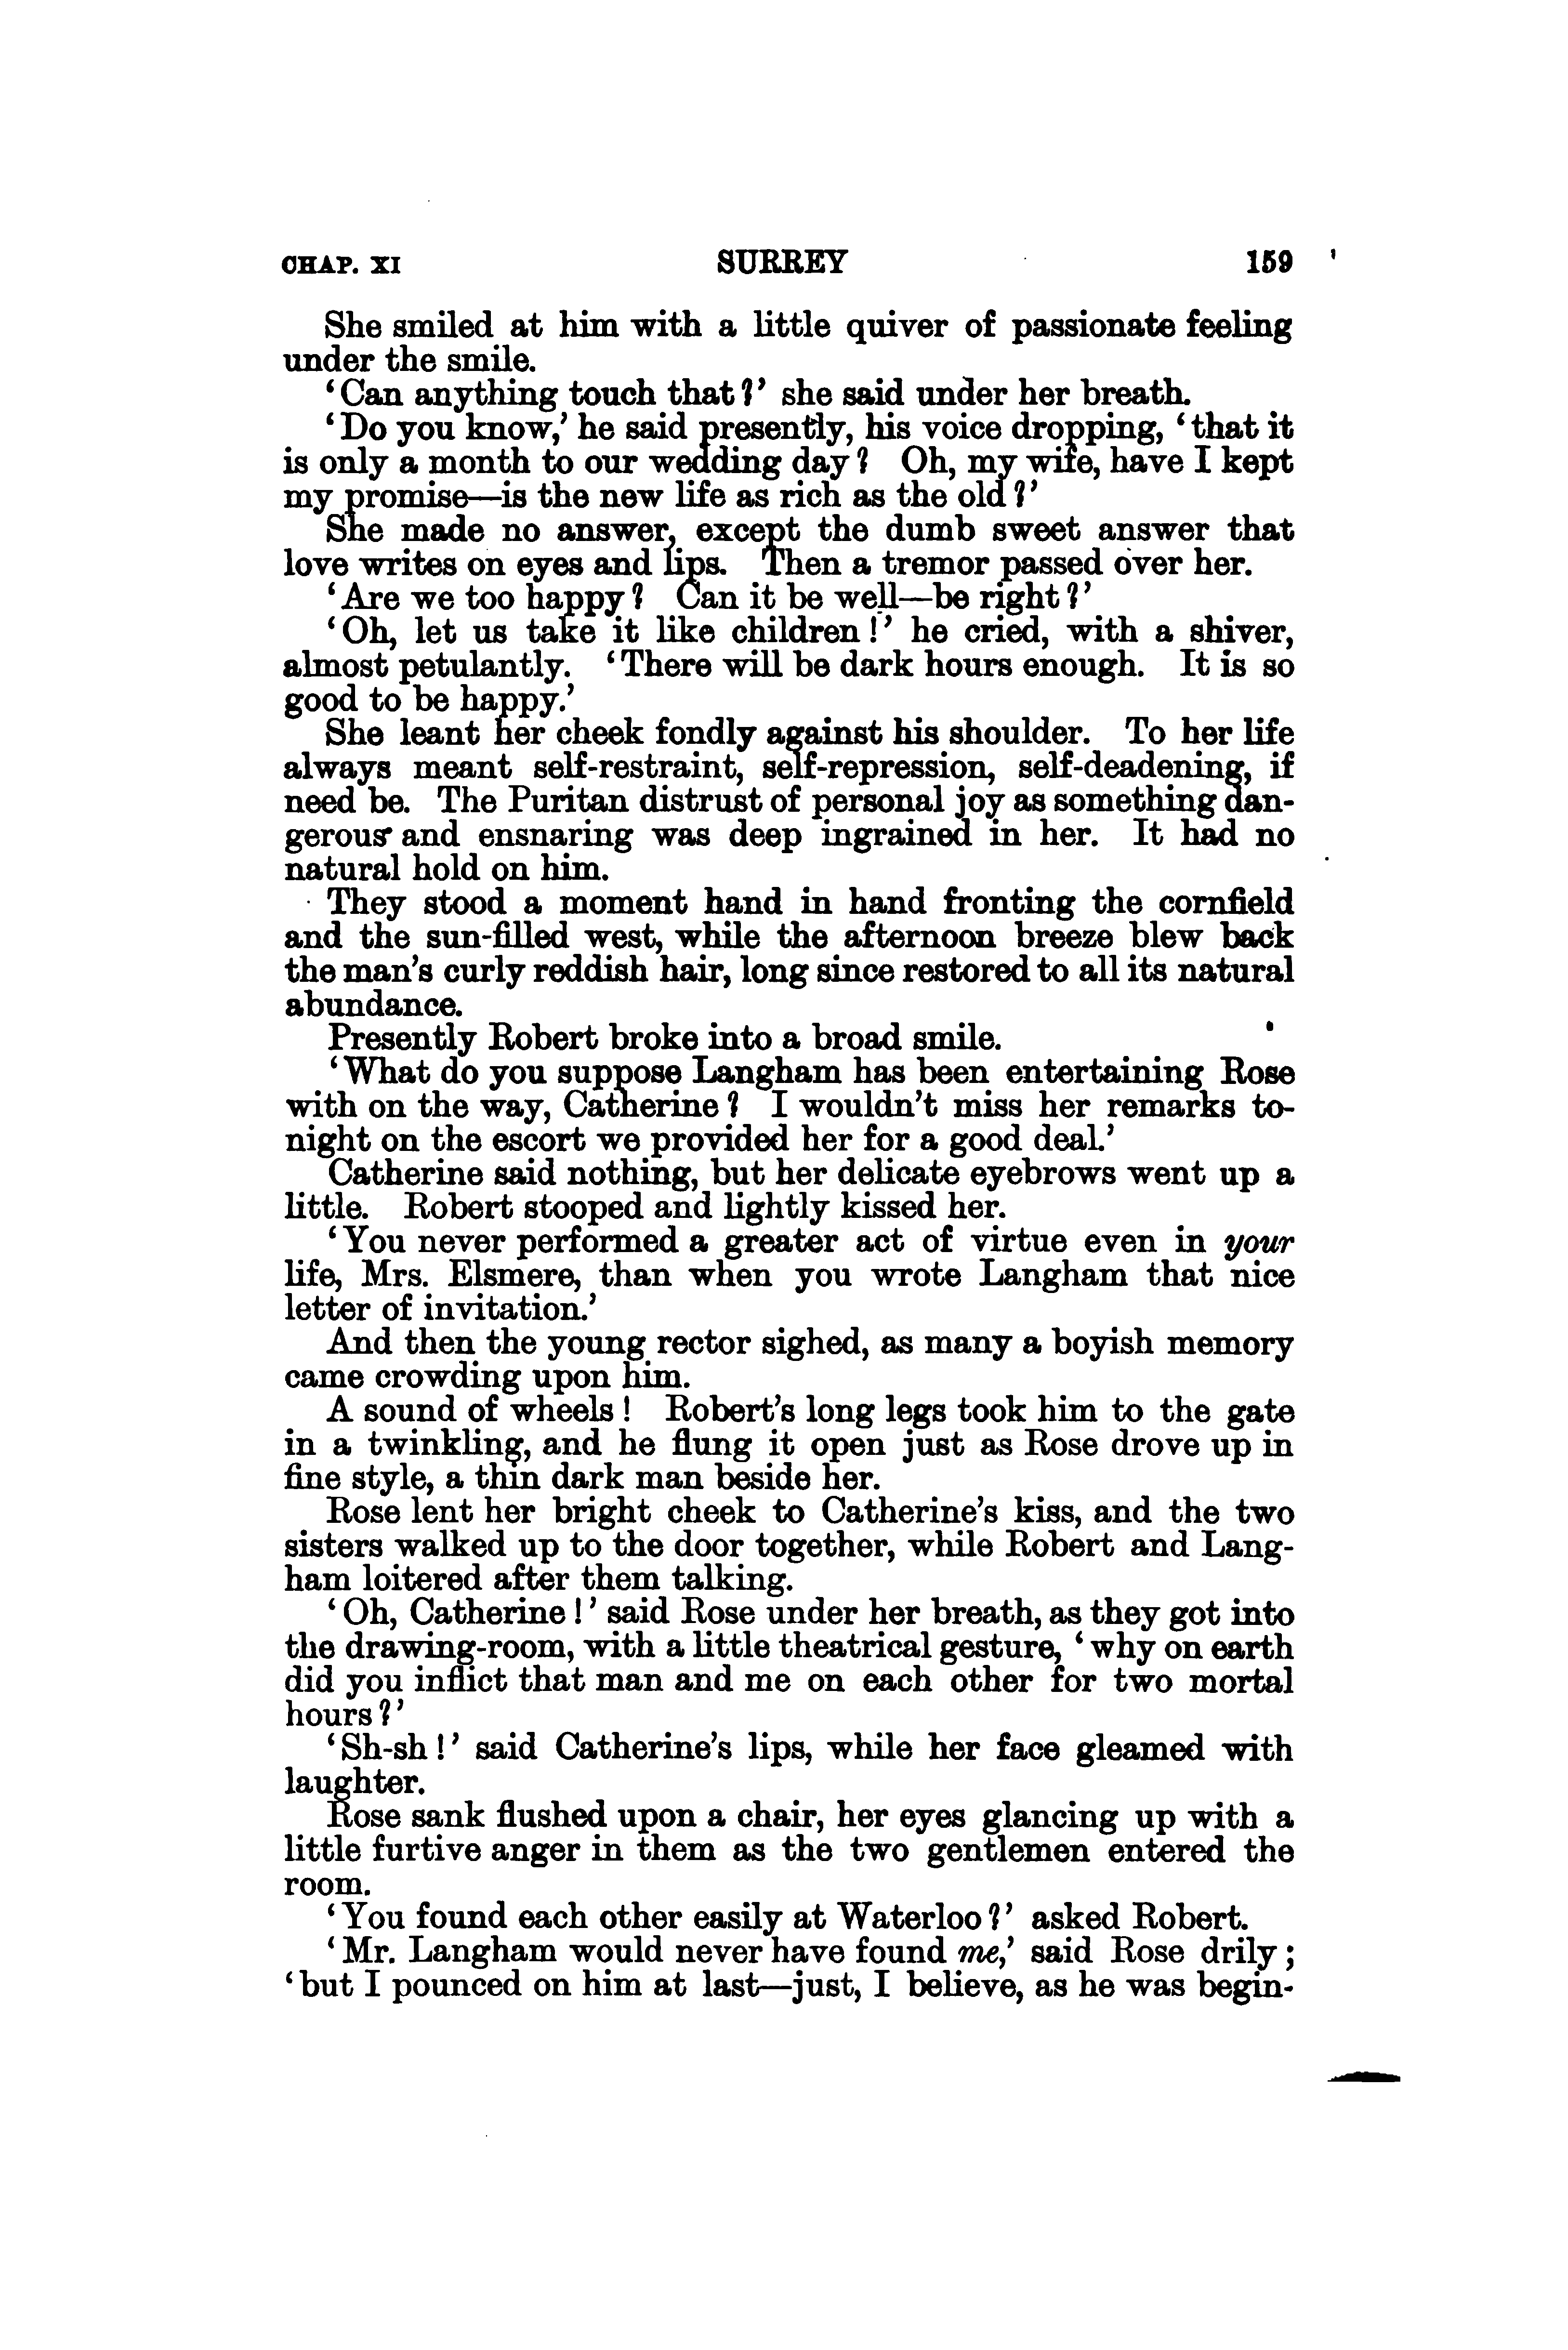 CHAP. XI SURREY 159
She smiled at him with a little quiver of passionate feeling
under the smile.
‘Can anything touch that?’ she said under her breath.
‘Do you know,’ he said presently, his voice dropping, ‘that it
is only a month to our wedding day? Oh, my wife, have I kept
my promise—is the new life as rich as the old?’
She made no answer, except the dumb sweet answer that
love writes on eyes and lips. Then a tremor passed over her.
‘Are we too happy? Can it be well—be right?’
‘Oh, let us take it like children!’ he cried, with a shiver,
almost petulantly. ‘There will be dark hours enough. It is so
good to be happy.’
She leant her cheek fondly against his shoulder. To her life
always meant self-restraint, self-repression, self-deadening, if
need be. The Puritan distrust of personal joy as something dan-
gerous and ensnaring was deep ingrained in her. It had no
natural hold on him.
They stood a moment hand in hand fronting the cornfield
and the sun-filled west, while the afternoon breeze blew back
the man’s curly reddish hair, long since restored to all its natural
abundance.
Presently Robert broke into a broad smile.
‘What do you suppose Langham has been entertaining Rose
with on the way, Catherine? I wouldn’t miss her remarks to-
night on the escort we provided her for a good deal.’
Catherine said nothing, but her delicate eyebrows went up a
little. Robert stooped and lightly kissed her.
‘You never performed a greater act of virtue even in your
life, Mrs. Elsmere, than when you wrote Langham that nice
letter of invitation.’
And then the young rector sighed, as many a boyish memory
came crowding upon him.
A sound of wheels! Robert’s long legs took him to the gate
in a twinkling, and he flung it open just as Rose drove up in
fine style, a thin dark man beside her.
Rose lent her bright cheek to Catherine’s kiss, and the two
sisters walked up to the door together, while Robert and Lang-
ham loitered after them talking.
‘Oh, Catherine!’ said Rose under her breath, as they got into
the drawing-room, with a little theatrical gesture, ‘why on earth
did you inflict that man and me on each other for two mortal
hours?’
‘Sh-sh!’ said Catherine’s lips, while her face gleamed with
laughter.
Rose sank flushed upon a chair, her eyes glancing up with a
little furtive anger in them as the two gentlemen entered the
room.
‘You found each other easily at Waterloo?’ asked Robert.
‘Mr. Langham would never have found me,’ said Rose drily;
‘but I pounced on him at last—just, I believe, as he was begin-